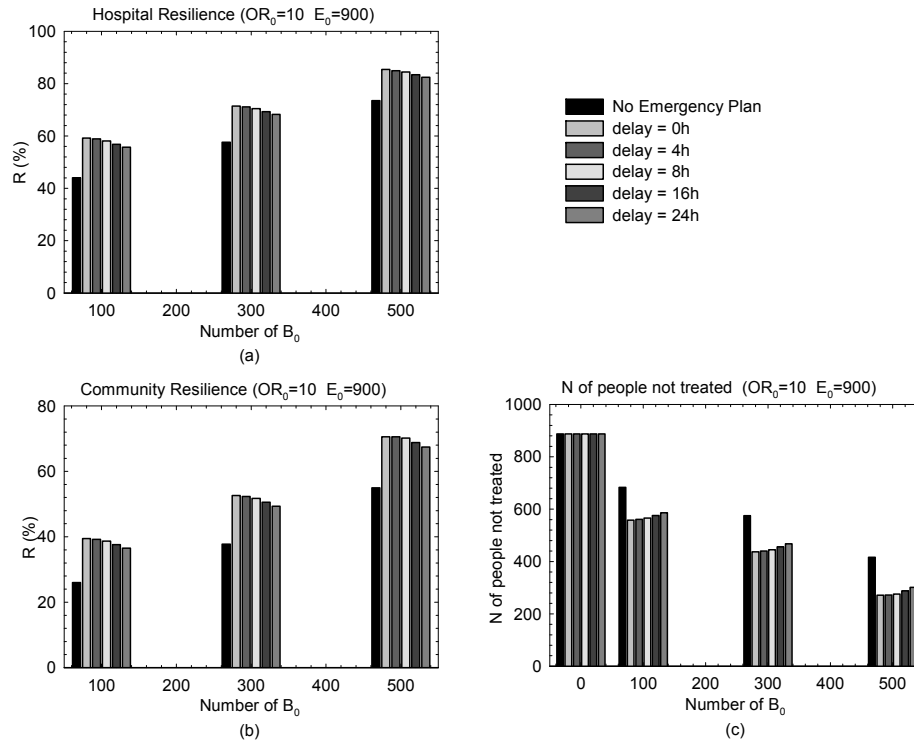 Hospital Resilience (OR₀=10 E₀=900)
100
80
60
40
20
0
R (%)
100 200 300 400 500
Number of B₀
(a)
No Emergency Plan
delay = 0h
delay = 4h
delay = 8h
delay = 16h
delay = 24h
Community Resilience (OR₀=10 E₀=900)
80
60
40
20
0
R (%)
100 200 300 400 500
Number of B₀
(b)
N of people not treated (OR₀=10 E₀=900)
1000
800
600
400
200
0
N of people not treated
0 100 200 300 400 500
Number of B₀
(c)